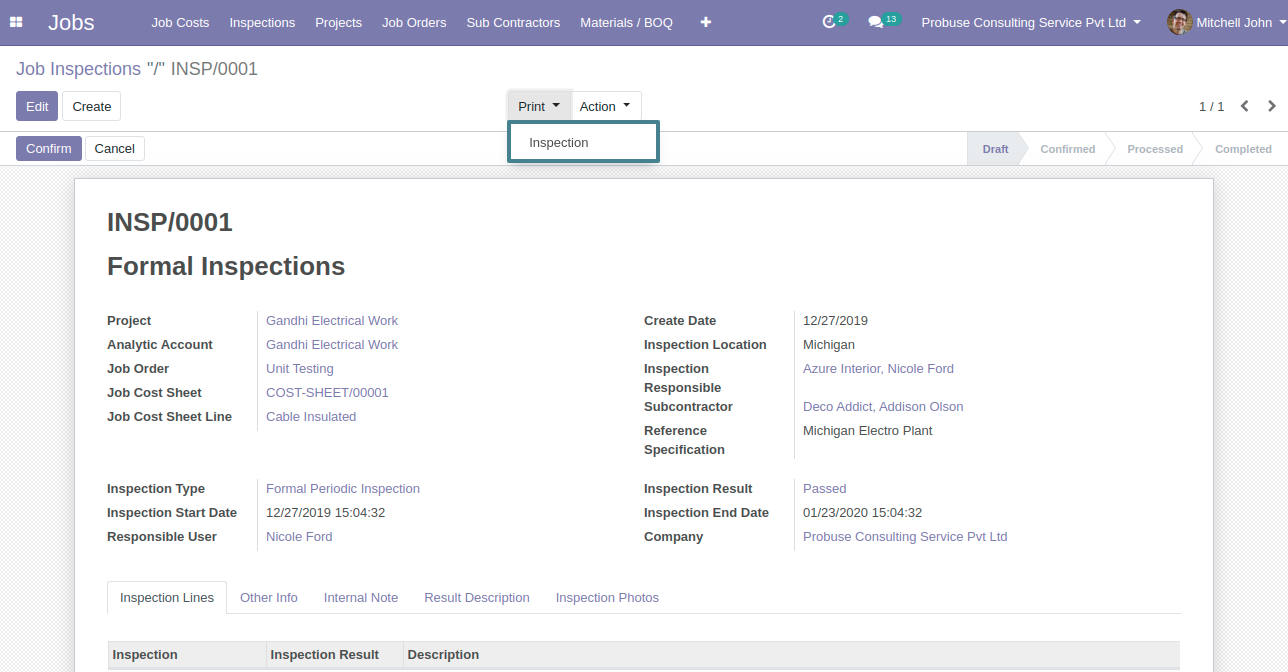 Jobs Job Costs Inspections Projects Job Orders Sub Contractors Materials / BOQ 2 13 Probuse Consulting Service Pvt Ltd Mitchell John
Job Inspections "/" INSP/0001
Edit Create Print Action 1 / 1
Inspection
Confirm Cancel Draft Confirmed Processed Completed
INSP/0001
Formal Inspections
Project Gandhi Electrical Work
Analytic Account Gandhi Electrical Work
Job Order Unit Testing
Job Cost Sheet COST-SHEET/00001
Job Cost Sheet Line Cable Insulated
Create Date 12/27/2019
Inspection Location Michigan
Inspection Azure Interior, Nicole Ford
Responsible
Subcontractor Deco Addict, Addison Olson
Reference Michigan Electro Plant
Specification
Inspection Type Formal Periodic Inspection
Inspection Start Date 12/27/2019 15:04:32
Responsible User Nicole Ford
Inspection Result Passed
Inspection End Date 01/23/2020 15:04:32
Company Probuse Consulting Service Pvt Ltd
Inspection Lines Other Info Internal Note Result Description Inspection Photos
Inspection Inspection Result Description